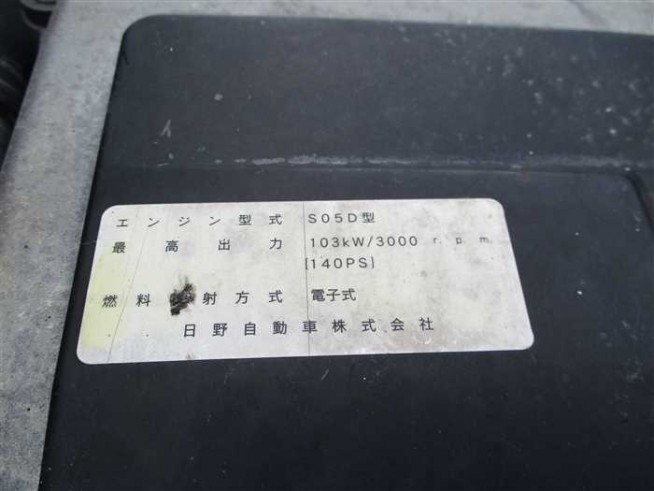 エンジン型式 S05D型
最高出力 103kW/3000 r.p.m.
[140PS]
燃料 射方式 電子式
日野自動車株式会社